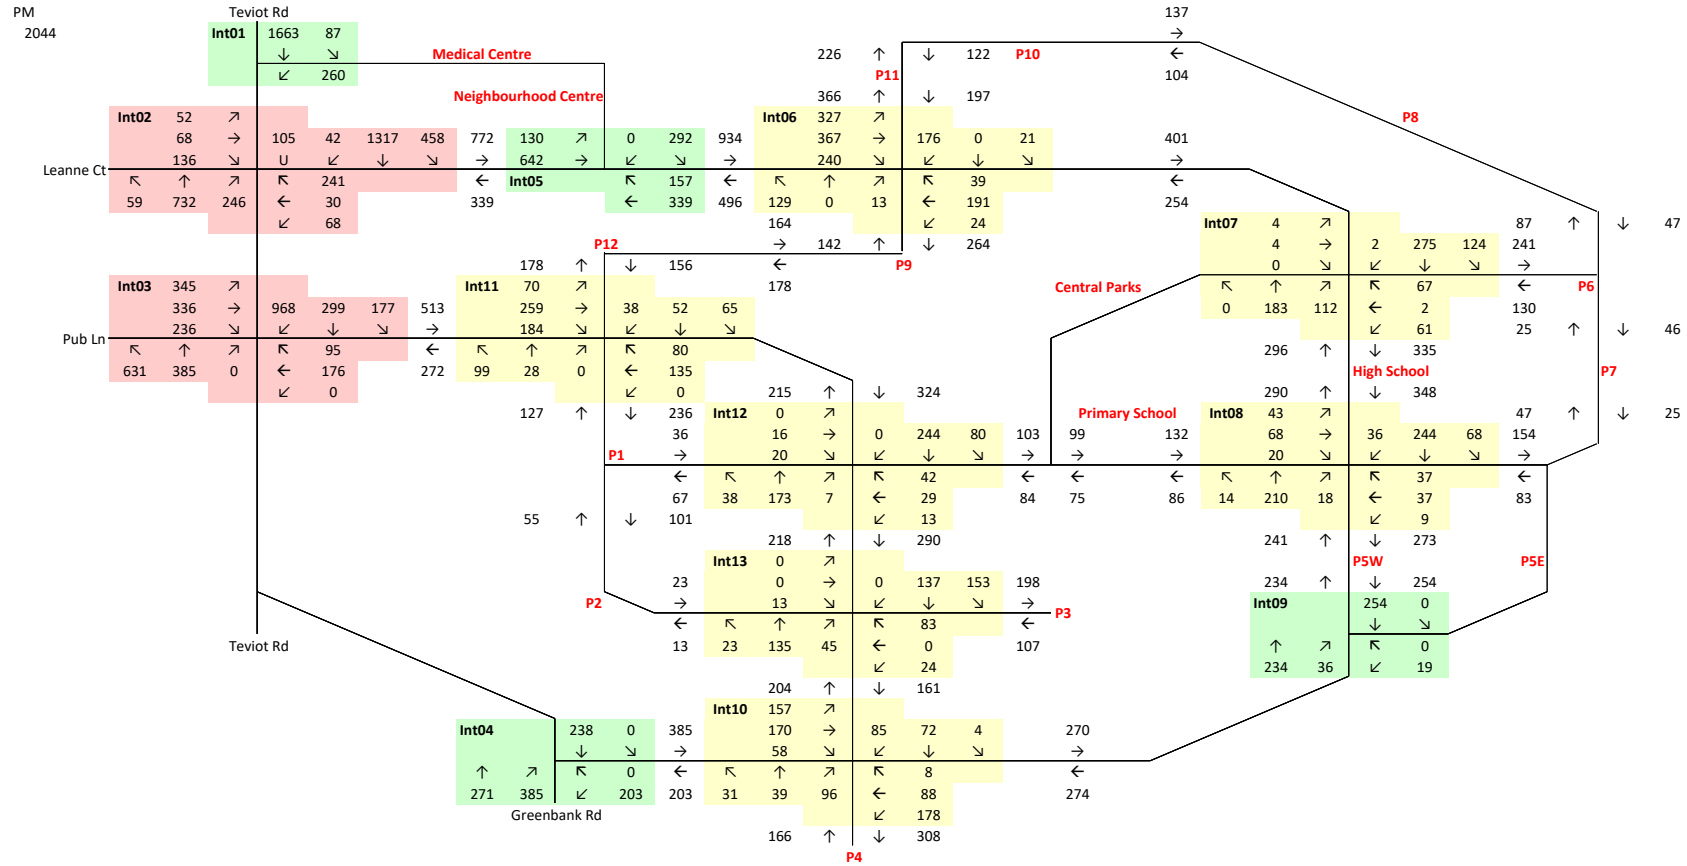 PM Teviot Rd 137
2044 Int01 1663 87 →
↓ ↘ Medical Centre 226 ↑ ↓ 122 P10 ←
↙ 260 P11 104
Neighbourhood Centre 366 ↑ ↓ 197
Int02 52 ↗ Int06 327 ↗ P8
68 → 105 42 1317 458 772 130 ↗ 0 292 934 367 → 176 0 21 401
136 ↘ U ↙ ↓ ↘ → 642 → ↙ ↘ → 240 ↘ ↙ ↓ ↘ →
Leanne Ct
↖ ↑ ↗ ↖ 241 ← Int05 ↖ 157 ← ↖ ↑ ↗ ↖ 39 ←
59 732 246 ← 30 339 ← 339 496 129 0 13 ← 191 254
↙ 68 164 ↙ 24 Int07 4 ↗ 87 ↑ ↓ 47
P12 → 142 ↑ ↓ 264 4 → 2 275 124 241
178 ↑ ↓ 156 ← P9 0 ↘ ↙ ↓ ↘ →
Int03 345 ↗ Int11 70 ↗ 178 Central Parks ↖ ↑ ↗ ↖ 67 ← P6
336 → 968 299 177 513 259 → 38 52 65 0 183 112 ← 2 130
236 ↘ ↙ ↓ ↘ → 184 ↘ ↙ ↓ ↘ ↙ 61 25 ↑ ↓ 46
Pub Ln
↖ ↑ ↗ ↖ 95 ← ↖ ↑ ↗ ↖ 80 296 ↑ ↓ 335
631 385 0 ← 176 272 99 28 0 ← 135 High School P7
↙ 0 ↙ 0 215 ↑ ↓ 324 290 ↑ ↓ 348
127 ↑ ↓ 236 Int12 0 ↗ Primary School Int08 43 ↗ 47 ↑ ↓ 25
36 16 → 0 244 80 103 99 132 68 → 36 244 68 154
P1 → 20 ↘ ↙ ↓ ↘ → → → 20 ↘ ↙ ↓ ↘ →
← ↖ ↑ ↗ ↖ 42 ← ← ← ↖ ↑ ↗ ↖ 37 ←
67 38 173 7 ← 29 84 75 86 14 210 18 ← 37 83
55 ↑ ↓ 101 ↙ 13 ↙ 9
218 ↑ ↓ 290 241 ↑ ↓ 273
Int13 0 ↗ P5W P5E
23 0 → 0 137 153 198 234 ↑ ↓ 254
P2 → 13 ↘ ↙ ↓ ↘ → P3 Int09 254 0
← ↖ ↑ ↗ ↖ 83 ← ↓ ↘
Teviot Rd 13 23 135 45 ← 0 107 ↑ ↗ ↖ 0
↙ 24 234 36 ↙ 19
204 ↑ ↓ 161
Int10 157 ↗
Int04 238 0 385 170 → 85 72 4 270
↓ ↘ → 58 ↘ ↙ ↓ ↘ →
↑ ↗ ↖ 0 ← ↖ ↑ ↗ ↖ 8 ←
271 385 ↙ 203 203 31 39 96 ← 88 274
Greenbank Rd ↙ 178
166 ↑ ↓ 308
P4